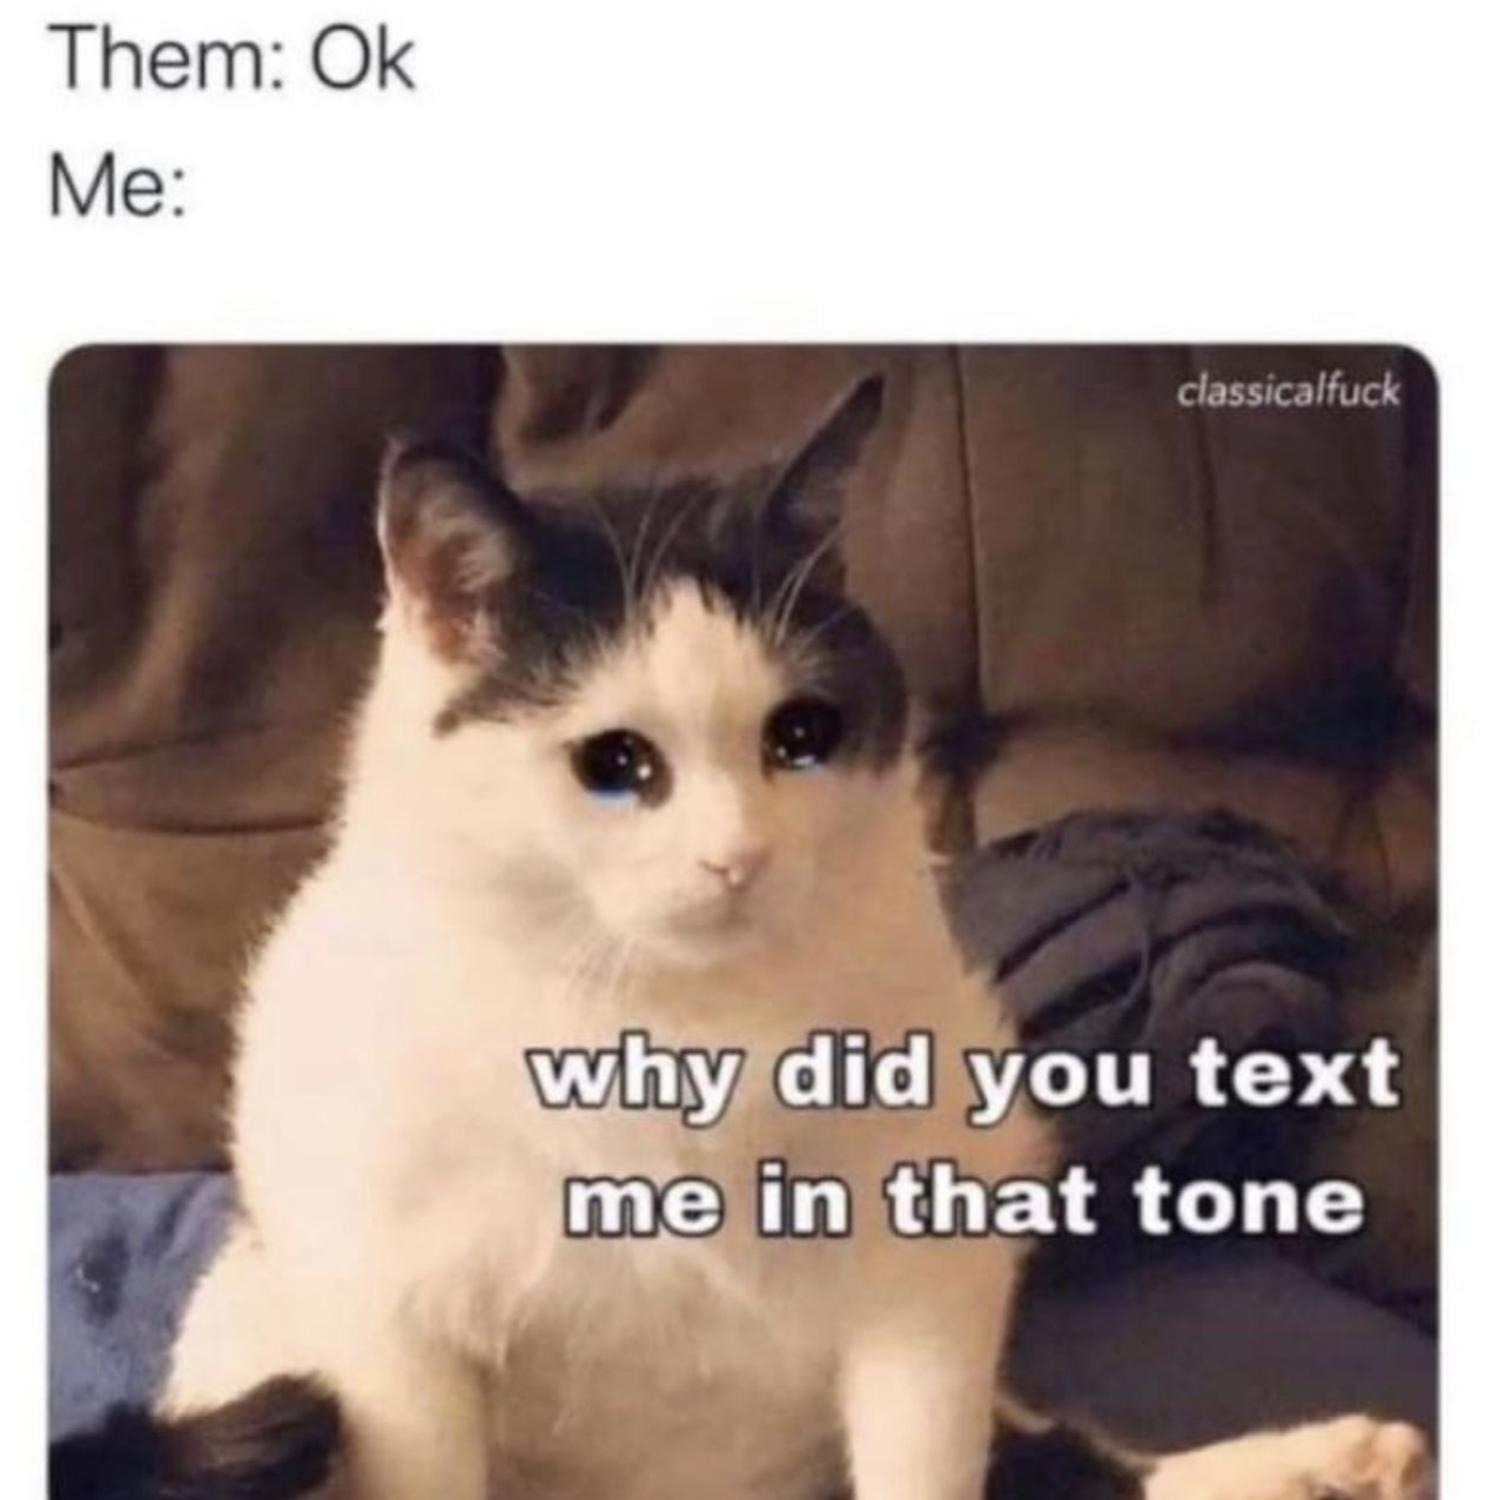 Them: Ok
Me:
classicalfuck
why did you text
me in that tone